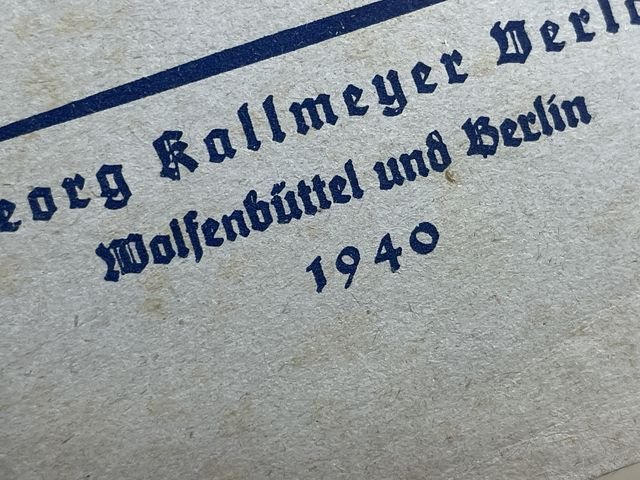 eorg Kallmeyer Verl
Wolfenbüttel und Berlin
1940